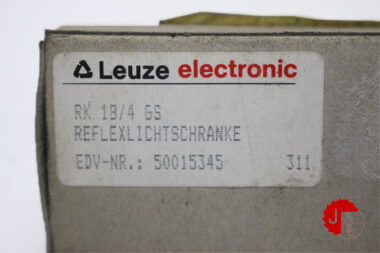 Leuze electronic
RK 18/4 GS
REFLEXLICHTSCHRANKE
EDV-NR.: 50015345 311